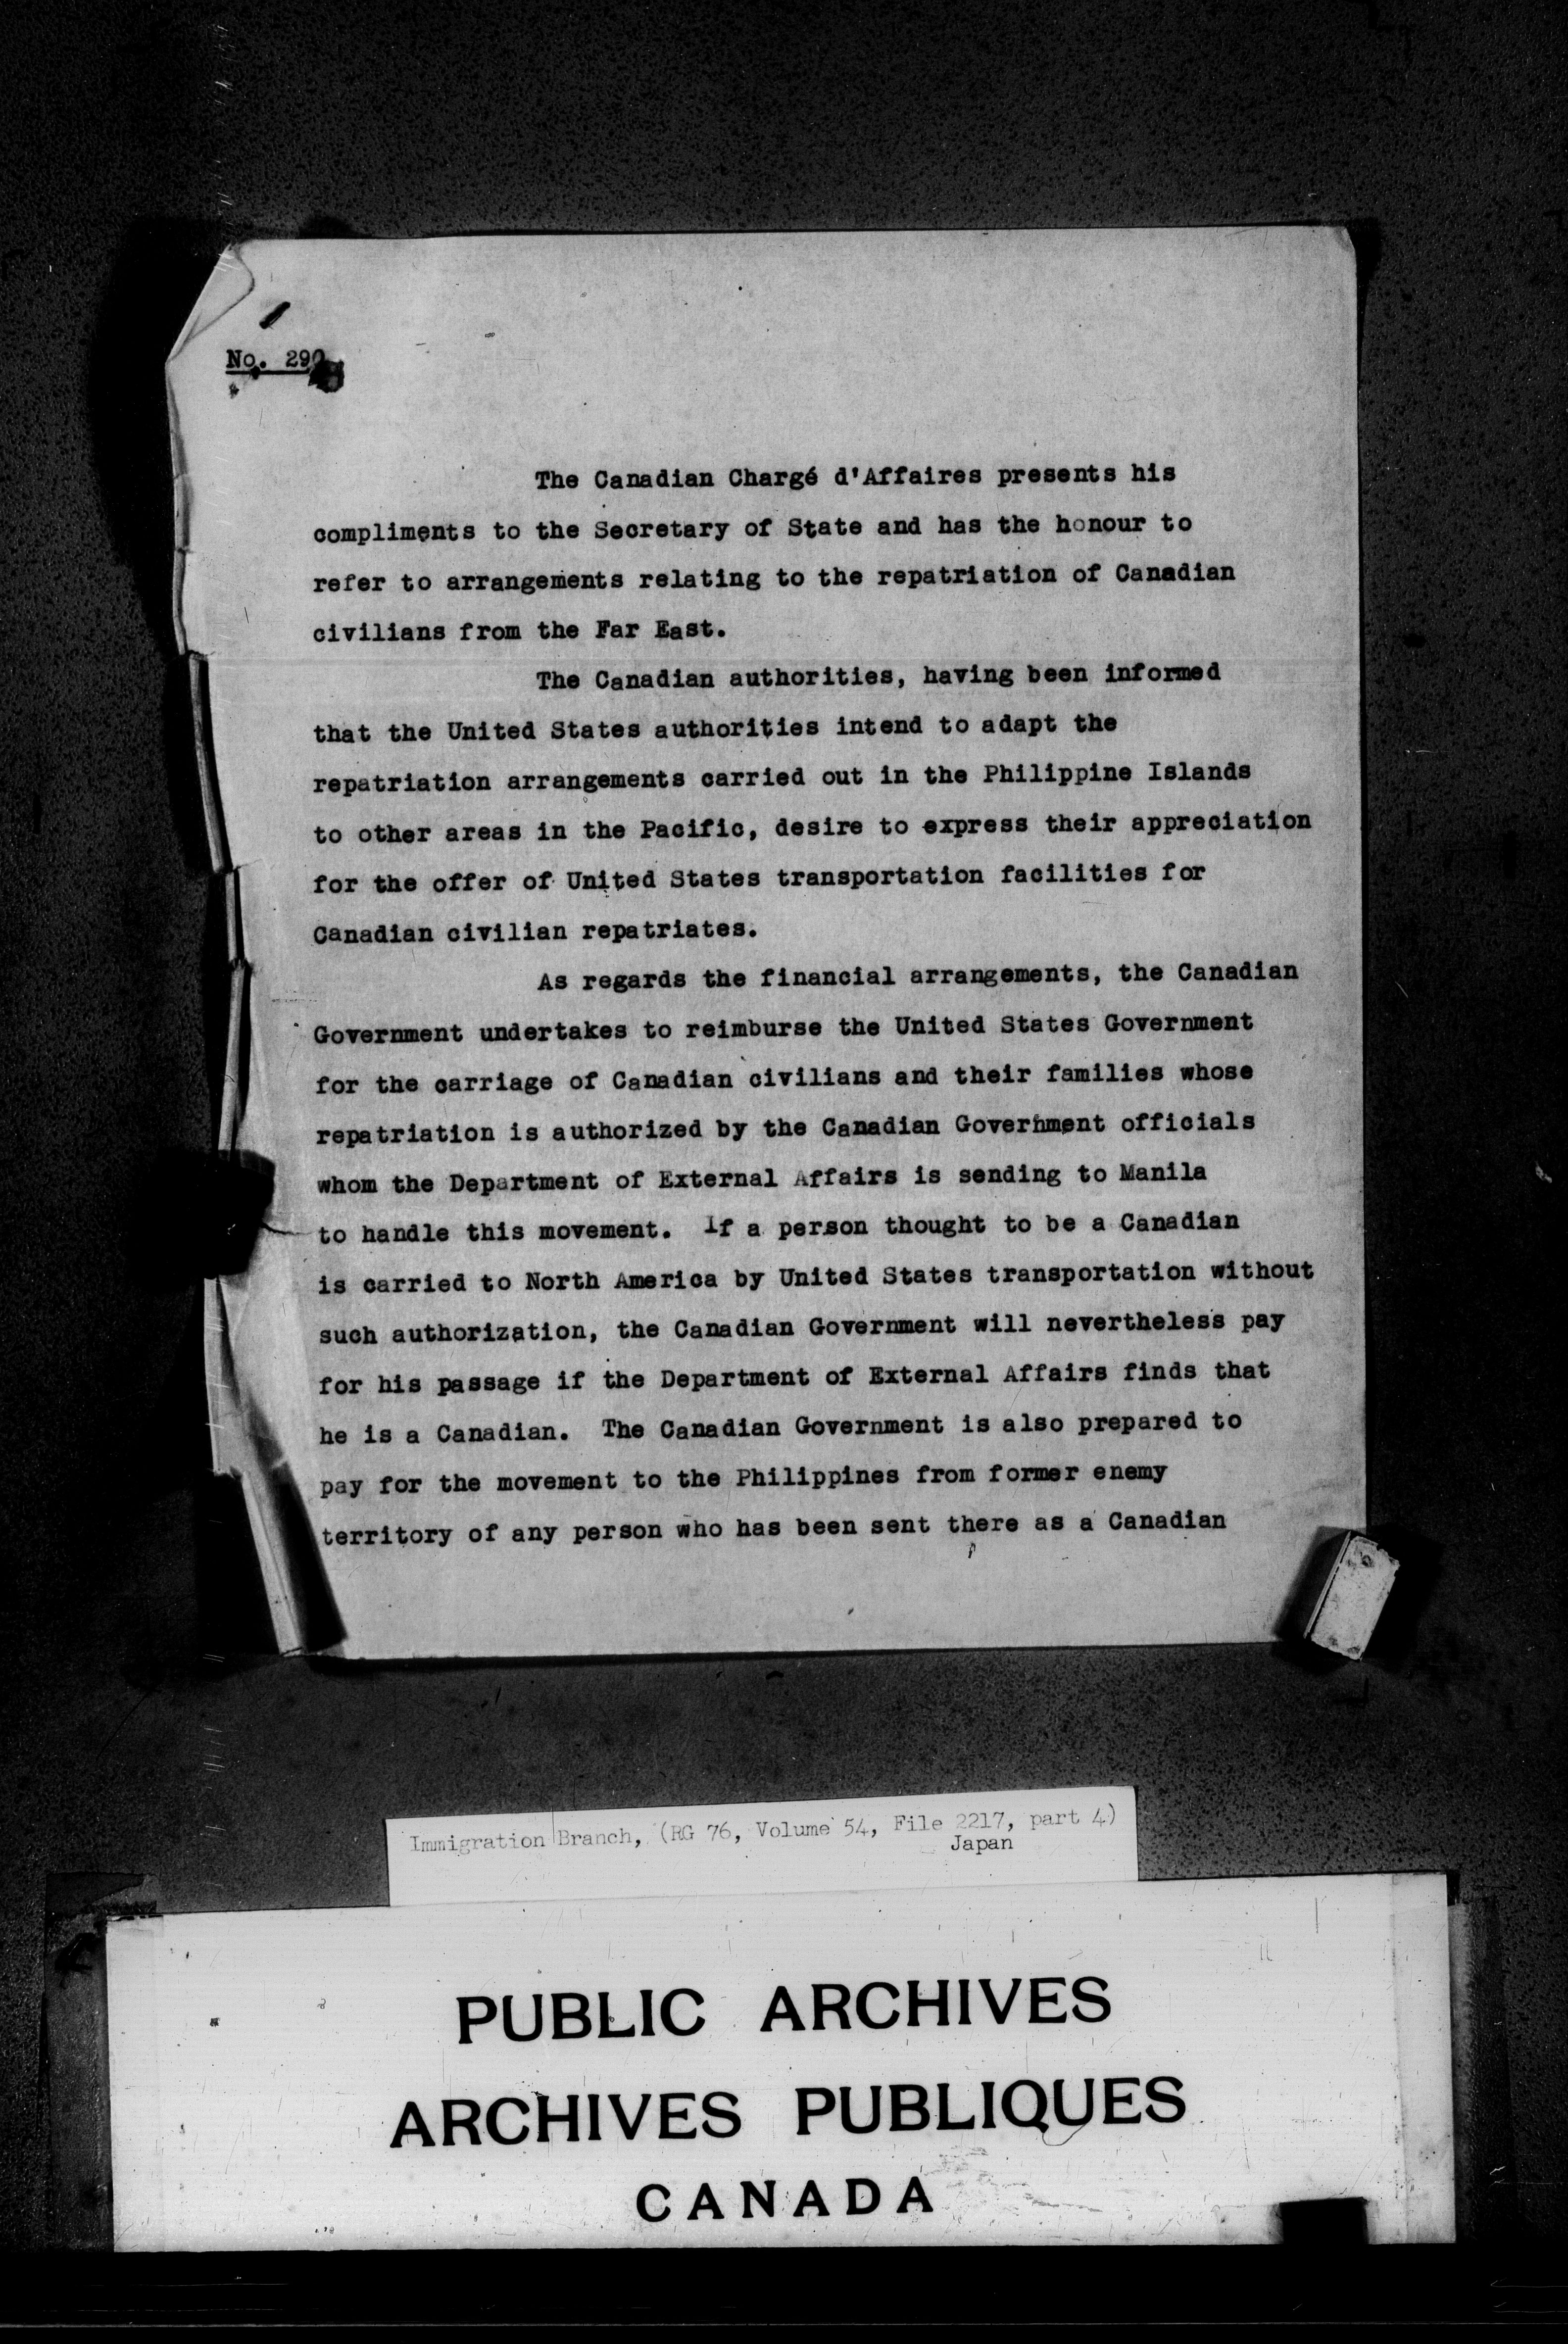 No. 290
The Canadian Chargé d'Affaires presents his
compliments to the Secretary of State and has the honour to
refer to arrangements relating to the repatriation of Canadian
civilians from the Far East.
The Canadian authorities, having been informed
that the United States authorities intend to adapt the
repatriation arrangements carried out in the Philippine Islands
to other areas in the Pacific, desire to express their appreciation
for the offer of United States transportation facilities for
Canadian civilian repatriates.
As regards the financial arrangements, the Canadian
Government undertakes to reimburse the United States Government
for the carriage of Canadian civilians and their families whose
repatriation is authorized by the Canadian Government officials
whom the Department of External Affairs is sending to Manila
to handle this movement. If a person thought to be a Canadian
is carried to North America by United States transportation without
such authorization, the Canadian Government will nevertheless pay
for his passage if the Department of External Affairs finds that
he is a Canadian. The Canadian Government is also prepared to
pay for the movement to the Philippines from former enemy
territory of any person who has been sent there as a Canadian
Immigration Branch, (RG 76, Volume 54, File 2217, part 4)
Japan
PUBLIC ARCHIVES
ARCHIVES PUBLIQUES
CANADA